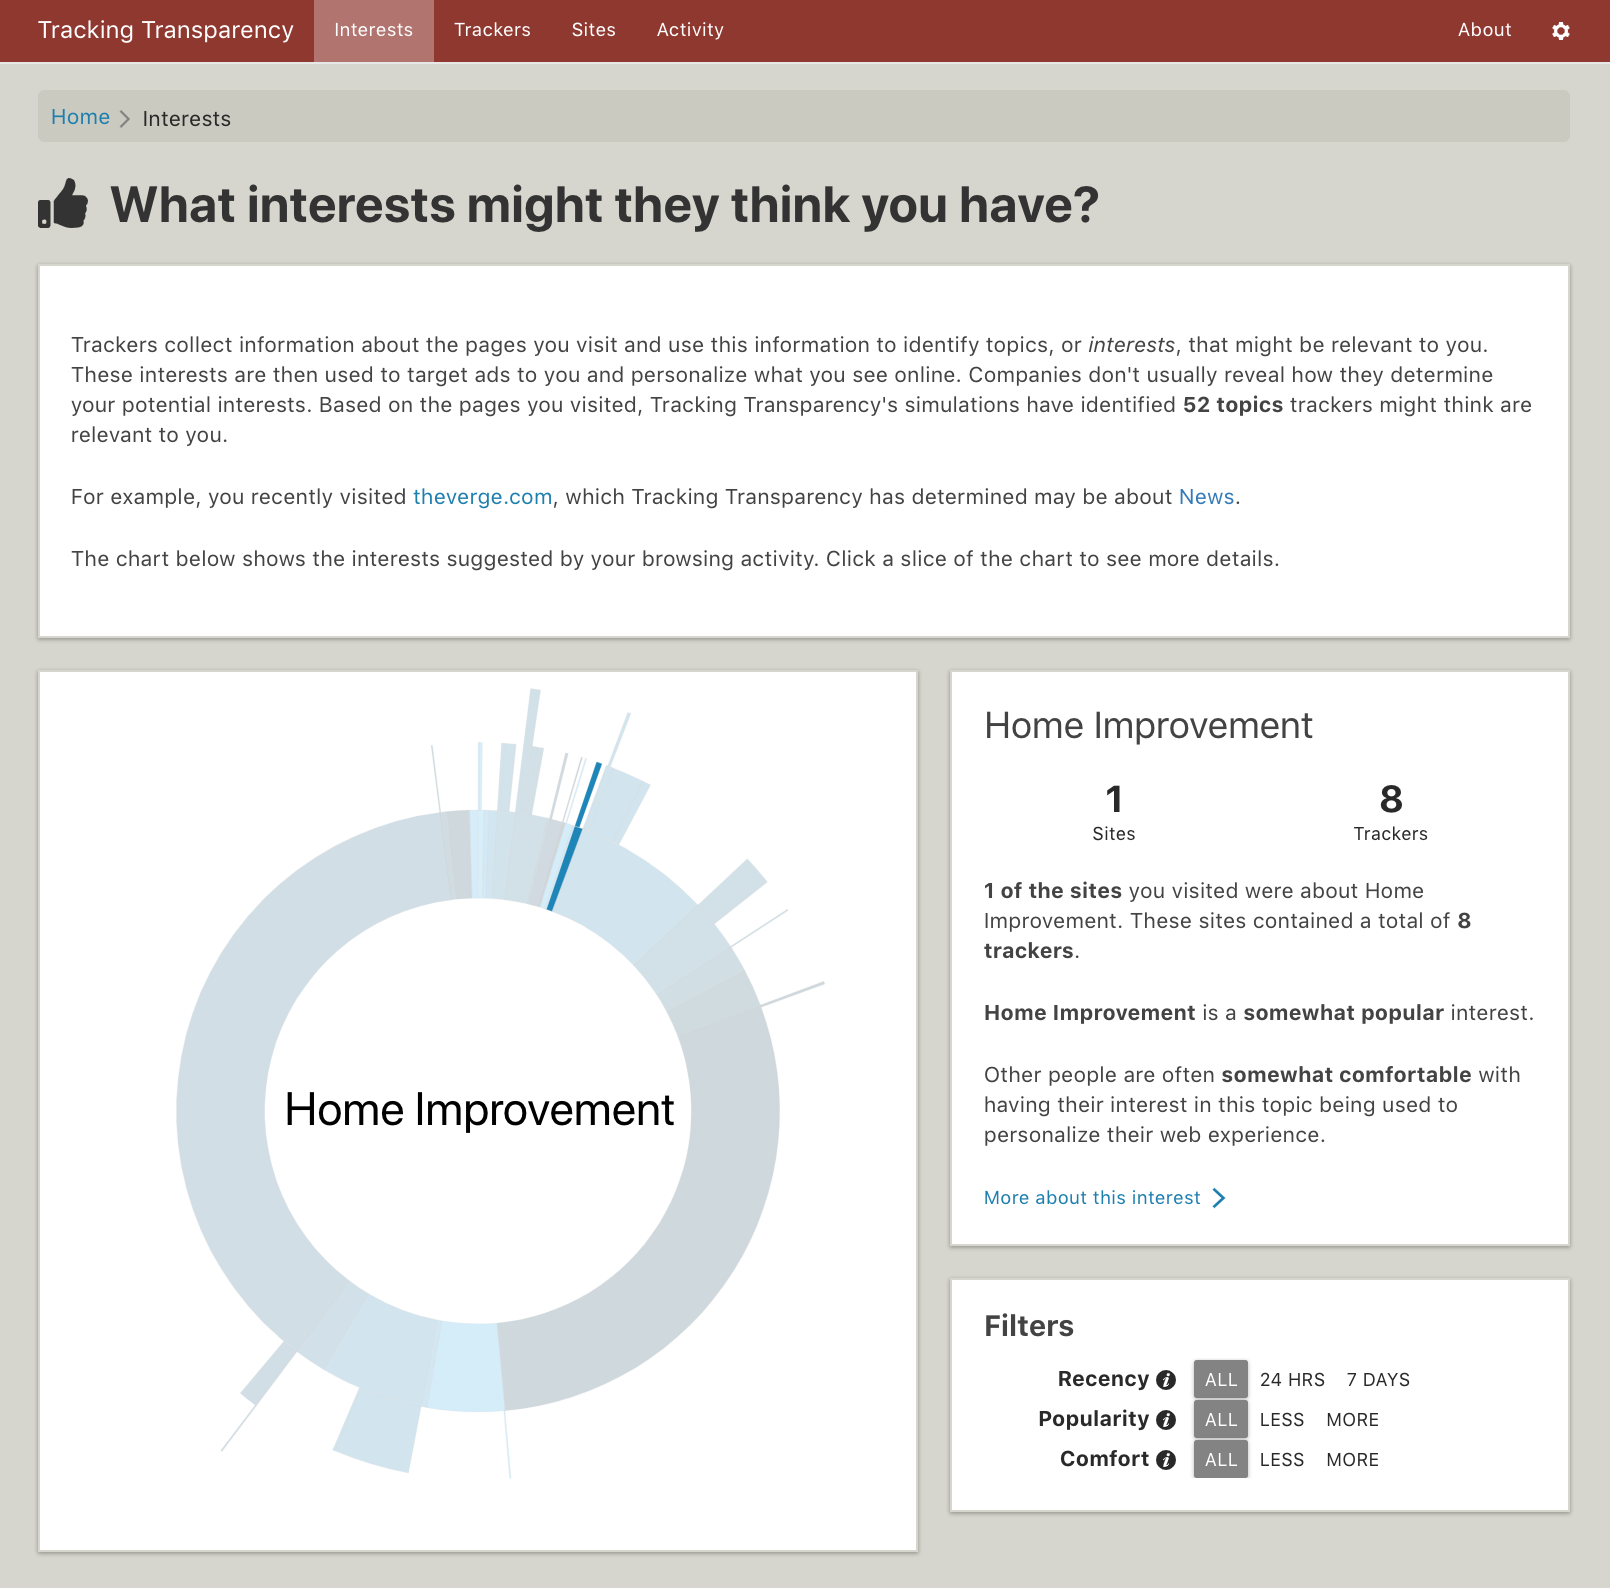 Tracking Transparency Interests Trackers Sites Activity About
Home Interests
What interests might they think you have?
Trackers collect information about the pages you visit and use this information to identify topics, or interests, that might be relevant to you.
These interests are then used to target ads to you and personalize what you see online. Companies don't usually reveal how they determine
your potential interests. Based on the pages you visited, Tracking Transparency's simulations have identified 52 topics trackers might think are
relevant to you.
For example, you recently visited theverge.com, which Tracking Transparency has determined may be about News.
The chart below shows the interests suggested by your browsing activity. Click a slice of the chart to see more details.
Home Improvement
Home Improvement
1 8
Sites Trackers
1 of the sites you visited were about Home
Improvement. These sites contained a total of 8
trackers.
Home Improvement is a somewhat popular interest.
Other people are often somewhat comfortable with
having their interest in this topic being used to
personalize their web experience.
More about this interest
Filters
Recency ALL 24 HRS 7 DAYS
Popularity ALL LESS MORE
Comfort ALL LESS MORE